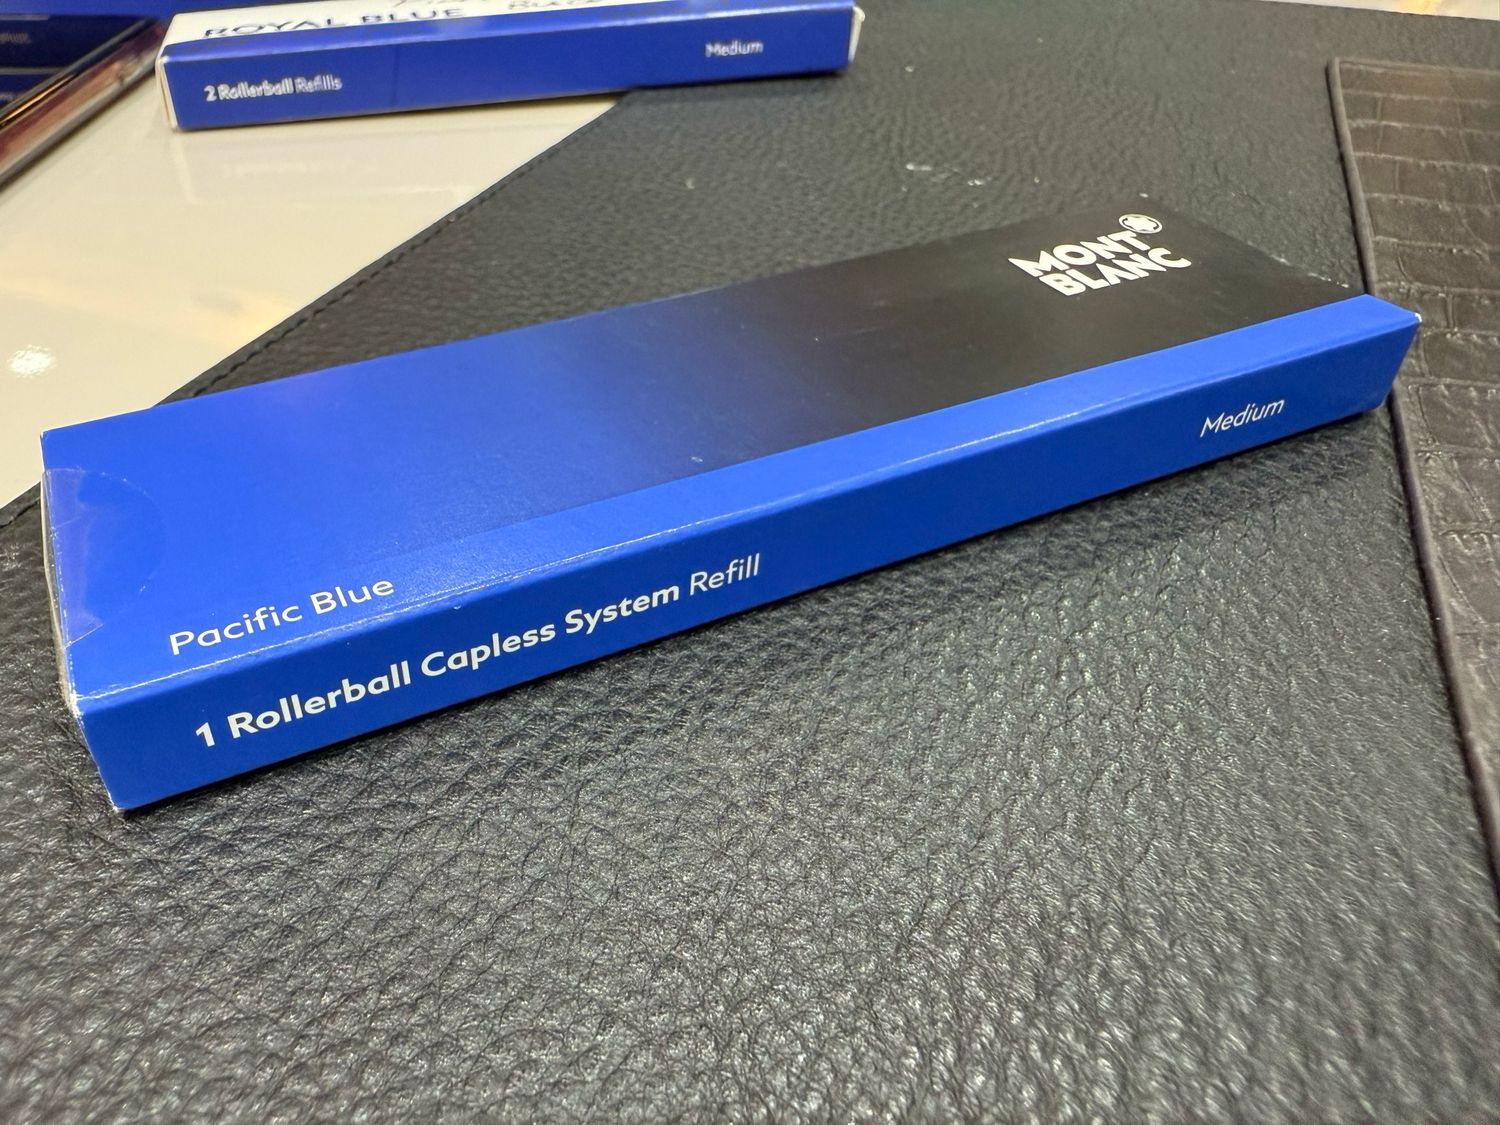 ROYAL BLUE
2 Rollerball Refills
Medium
MONT
BLANC
Pacific Blue
1 Rollerball Capless System Refill
Medium